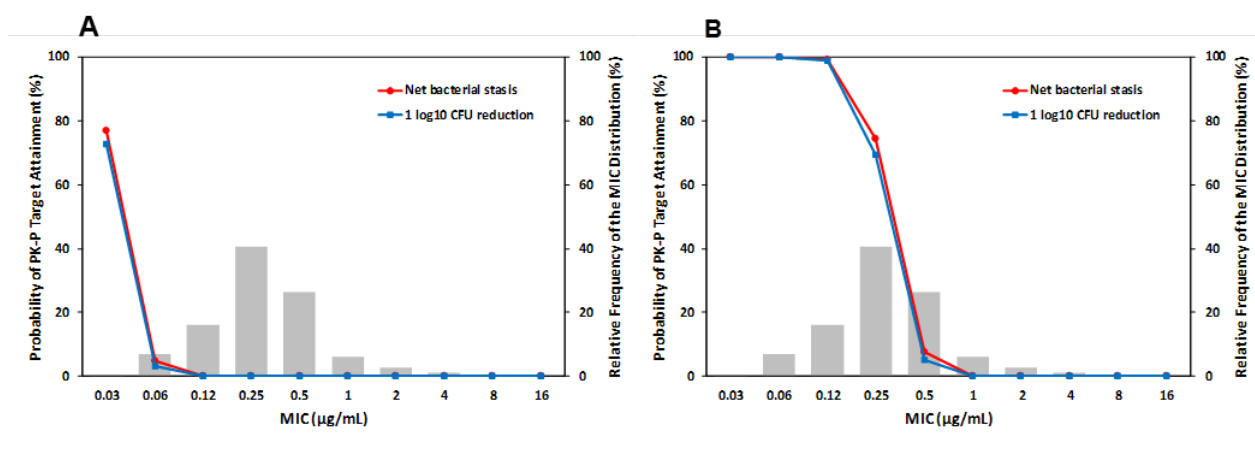 A
Probability of PK-P Target Attainment (%)
100
80
60
40
20
0
Net bacterial stasis
1 log10 CFU reduction
100
80
60
40
20
0
Relative Frequency of the MIC Distribution (%)
0.03 0.06 0.12 0.25 0.5 1 2 4 8 16
MIC (µg/mL)
B
Probability of PK-P Target Attainment (%)
100
80
60
40
20
0
Net bacterial stasis
1 log10 CFU reduction
100
80
60
40
20
0
Relative Frequency of the MIC Distribution (%)
0.03 0.06 0.12 0.25 0.5 1 2 4 8 16
MIC (µg/mL)